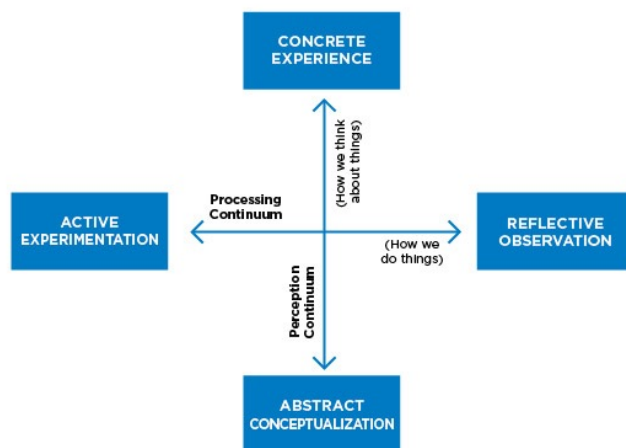 CONCRETE
EXPERIENCE
(How we think
about things)
Processing
Continuum
ACTIVE
EXPERIMENTATION
REFLECTIVE
OBSERVATION
(How we
do things)
Perception
Continuum
ABSTRACT
CONCEPTUALIZATION